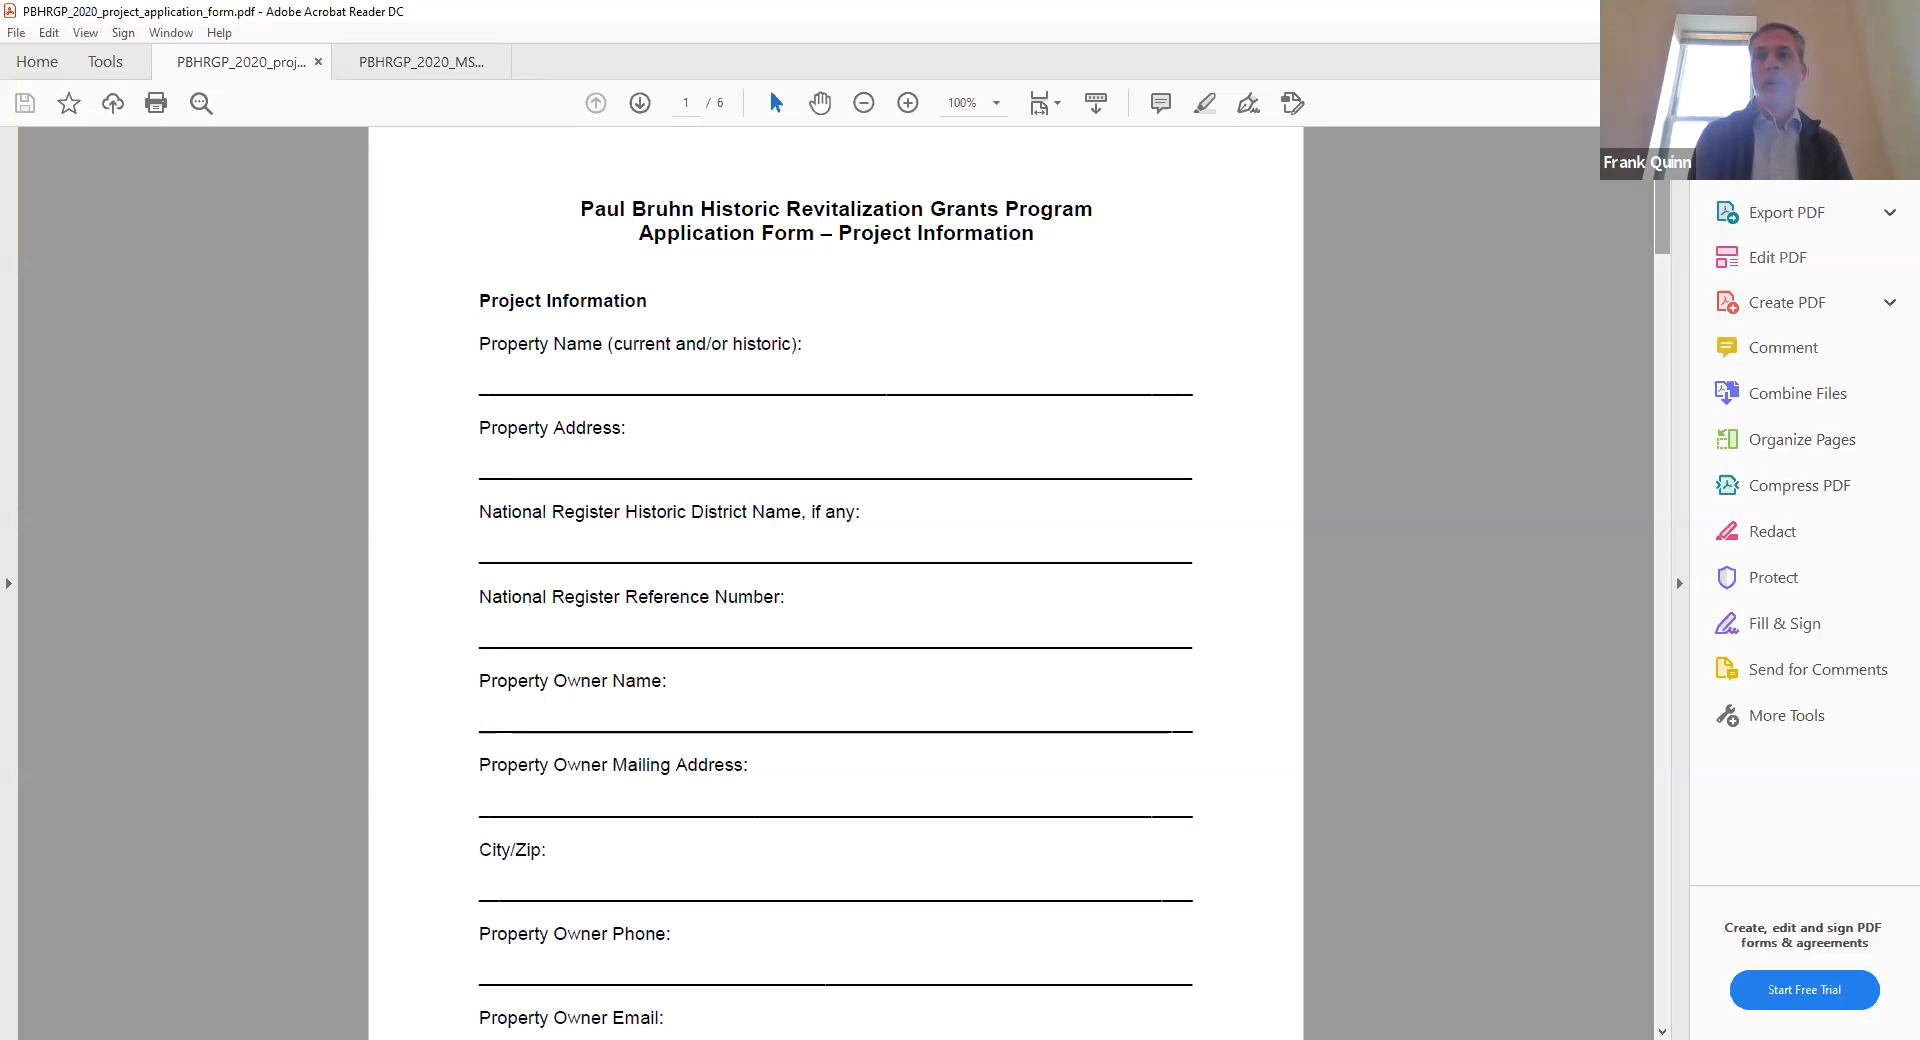 PBHRGP_2020_project_application_form.pdf - Adobe Acrobat Reader DC
File Edit View Sign Window Help
Home Tools PBHRGP_2020_proj... × PBHRGP_2020_MS...
1 / 6 100%
Frank Quinn
Paul Bruhn Historic Revitalization Grants Program
Application Form – Project Information
Project Information
Property Name (current and/or historic):
Property Address:
National Register Historic District Name, if any:
National Register Reference Number:
Property Owner Name:
Property Owner Mailing Address:
City/Zip:
Property Owner Phone:
Property Owner Email:
Export PDF
Edit PDF
Create PDF
Comment
Combine Files
Organize Pages
Compress PDF
Redact
Protect
Fill & Sign
Send for Comments
More Tools
Create, edit and sign PDF
forms & agreements
Start Free Trial